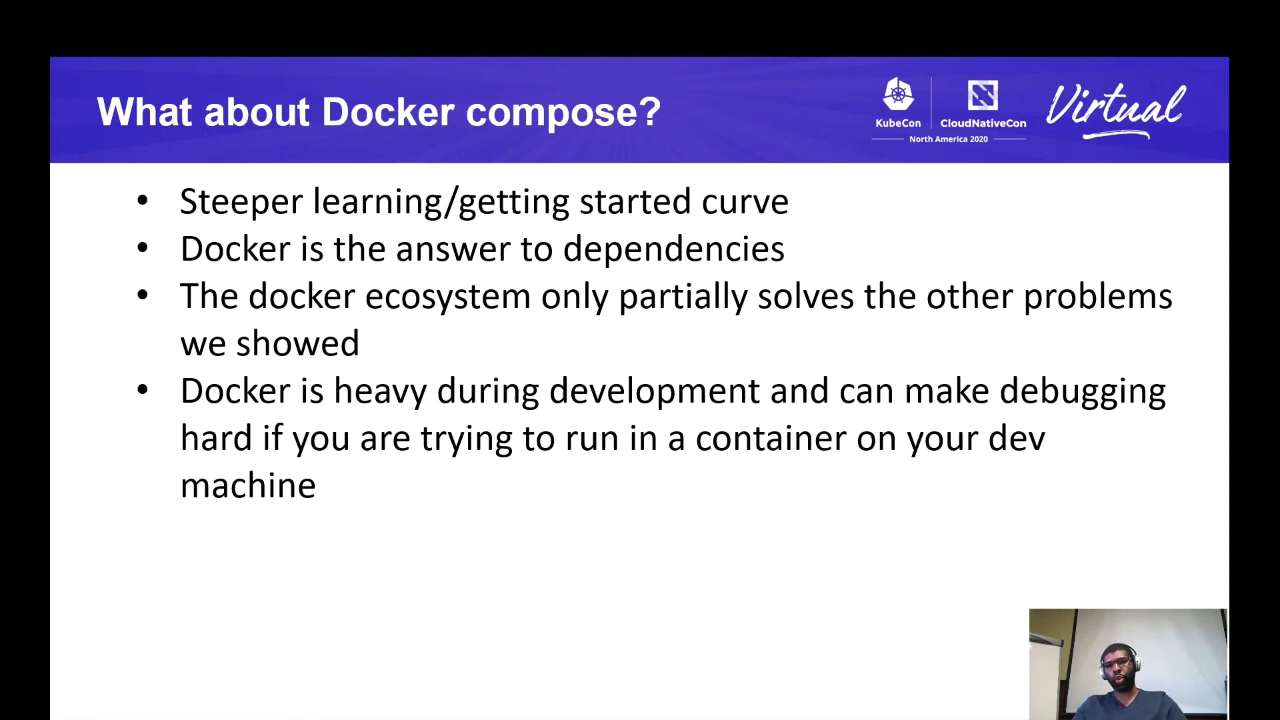 What about Docker compose?
KubeCon
CloudNativeCon
North America 2020
Virtual
• Steeper learning/getting started curve
• Docker is the answer to dependencies
• The docker ecosystem only partially solves the other problems
we showed
• Docker is heavy during development and can make debugging
hard if you are trying to run in a container on your dev
machine